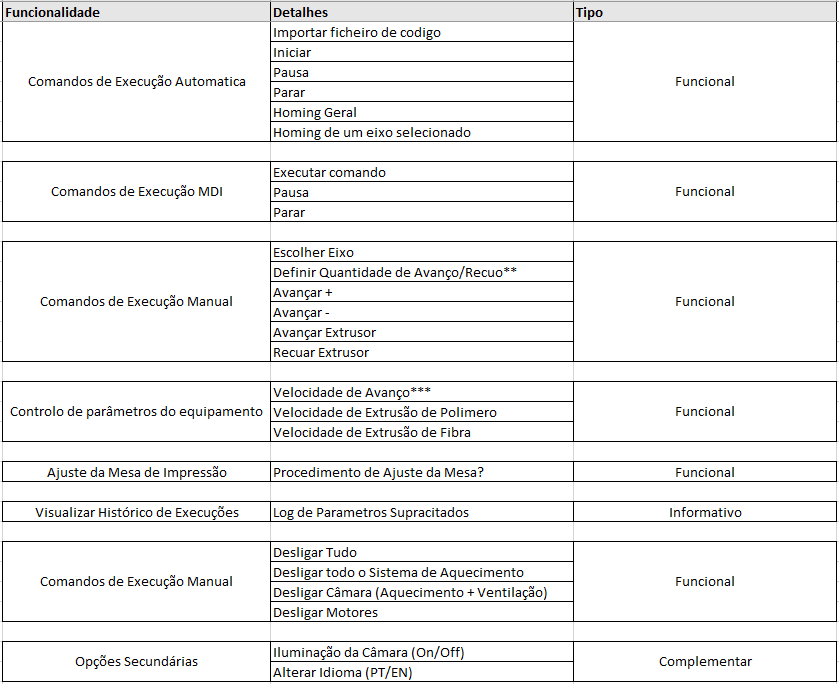 Funcionalidade Detalhes Tipo
Importar ficheiro de codigo
Iniciar
Pausa
Comandos de Execução Automatica Funcional
Parar
Homing Geral
Homing de um eixo selecionado
Executar comando
Comandos de Execução MDI Pausa Funcional
Parar
Escolher Eixo
Definir Quantidade de Avanço/Recuo**
Avançar +
Comandos de Execução Manual Funcional
Avançar -
Avançar Extrusor
Recuar Extrusor
Velocidade de Avanço***
Controlo de parâmetros do equipamento Velocidade de Extrusão de Polimero Funcional
Velocidade de Extrusão de Fibra
Ajuste da Mesa de Impressão Procedimento de Ajuste da Mesa? Funcional
Visualizar Histórico de Execuções Log de Parametros Supracitados Informativo
Desligar Tudo
Desligar todo o Sistema de Aquecimento
Comandos de Execução Manual Funcional
Desligar Câmara (Aquecimento + Ventilação)
Desligar Motores
Iluminação da Câmara (On/Off)
Opções Secundárias Complementar
Alterar Idioma (PT/EN)